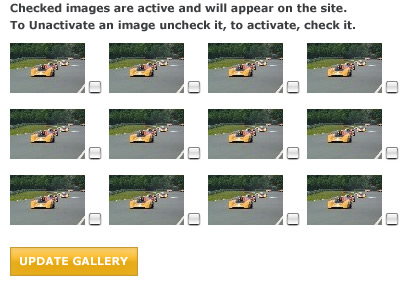 Checked images are active and will appear on the site.
To Unactivate an image uncheck it, to activate, check it.
UPDATE GALLERY